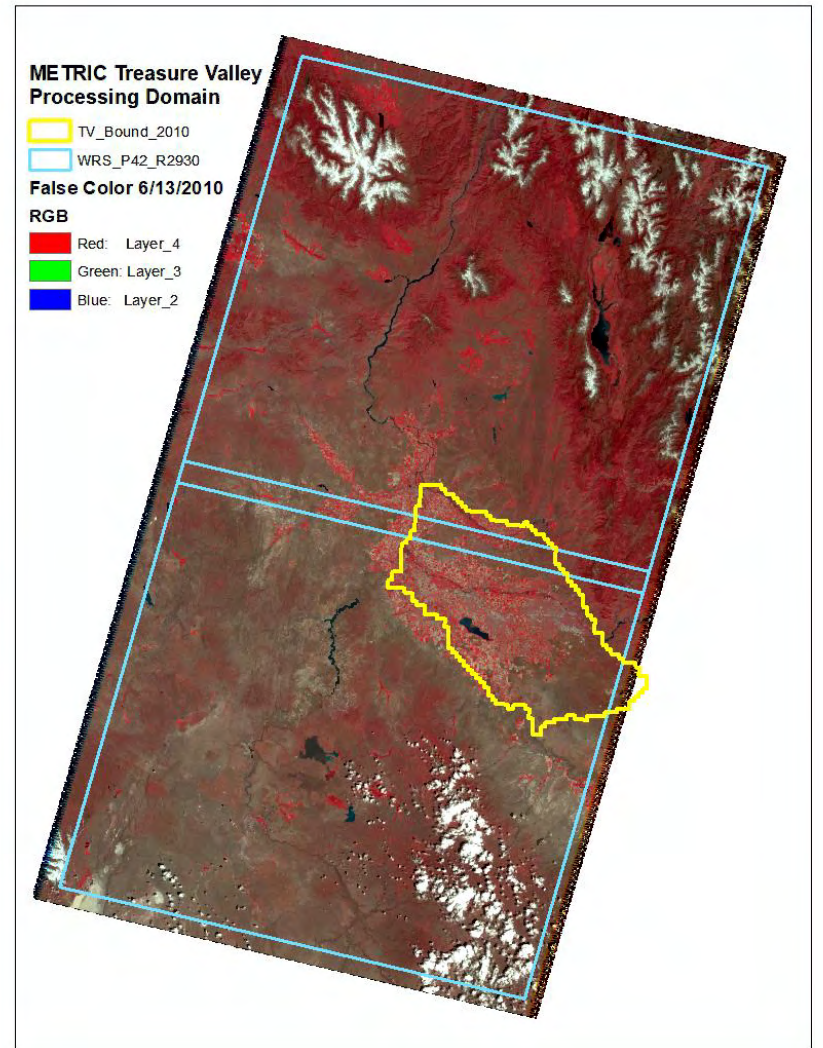 METRIC Treasure Valley
Processing Domain
TV_Bound_2010
WRS_P42_R2930
False Color 6/13/2010
RGB
Red: Layer_4
Green: Layer_3
Blue: Layer_2